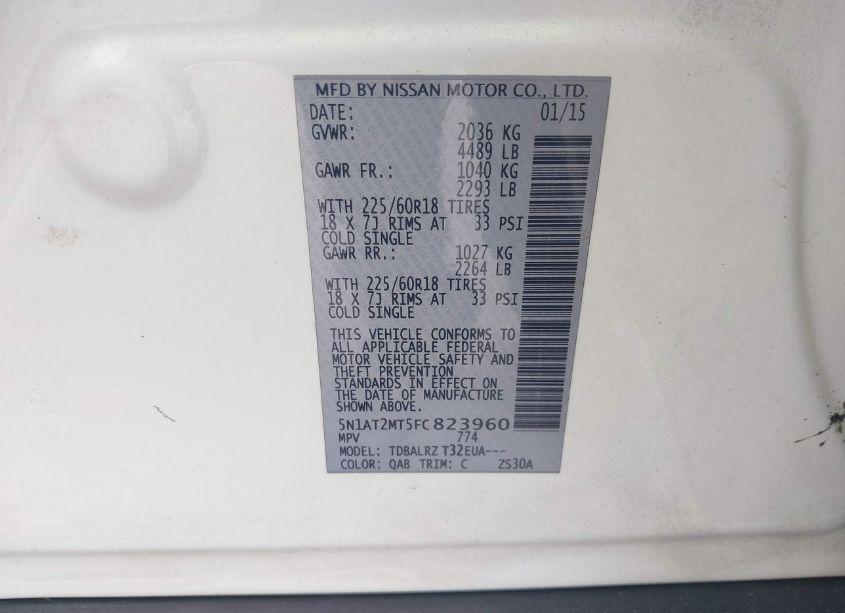 MFD BY NISSAN MOTOR CO., LTD.
DATE: 01/15
GVWR: 2036 KG
4489 LB
GAWR FR.: 1040 KG
2293 LB
WITH 225/60R18 TIRES
18 X 7J RIMS AT 33 PSI
COLD SINGLE
GAWR RR.: 1027 KG
2264 LB
WITH 225/60R18 TIRES
18 X 7J RIMS AT 33 PSI
COLD SINGLE
THIS VEHICLE CONFORMS TO
ALL APPLICABLE FEDERAL
MOTOR VEHICLE SAFETY AND
THEFT PREVENTION
STANDARDS IN EFFECT ON
THE DATE OF MANUFACTURE
SHOWN ABOVE.
5N1AT2MT5FC823960
MPV 774
MODEL: TDBALRZ T32EUA---
COLOR: QAB TRIM: C ZS30A